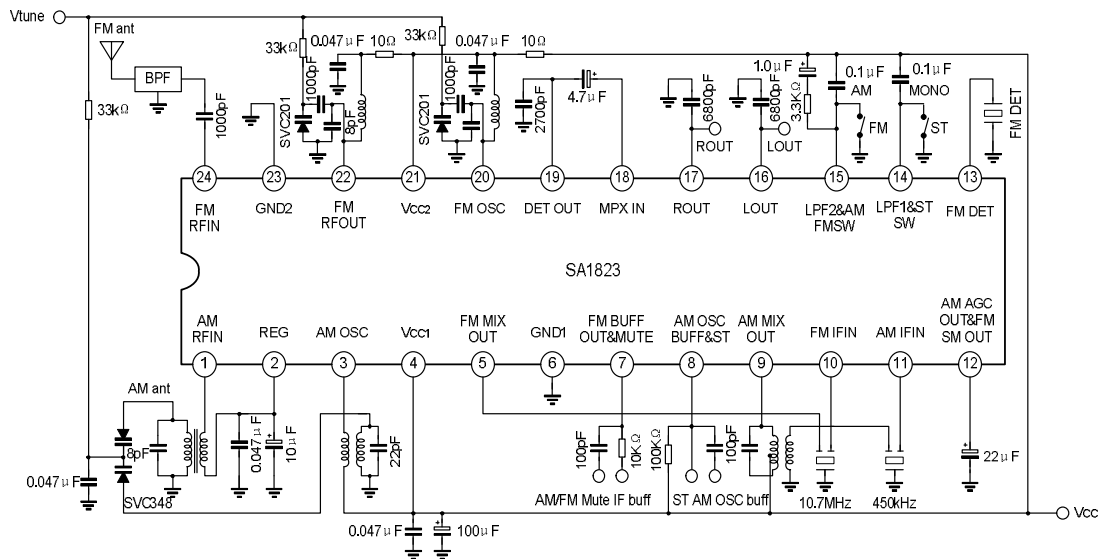 Vtune
FM ant
BPF
33kΩ
1000pF
33kΩ
SVC201
1000pF
8pF
0.047μF
10Ω
33kΩ
SVC201
1000pF
8pF
0.047μF
10Ω
2700pF
4.7μF
+
6800pF
ROUT
6800pF
LOUT
1.0μF
+
3.3KΩ
0.1μF
AM
FM
0.1μF
MONO
ST
FM DET
24 23 22 21 20 19 18 17 16 15 14 13
FM RFIN
GND2
FM RFOUT
Vcc2
FM OSC
DET OUT
MPX IN
ROUT
LOUT
LPF2&AM FMSW
LPF1&ST SW
FM DET
SA1823
AM RFIN
REG
AM OSC
Vcc1
FM MIX OUT
GND1
FM BUFF OUT&MUTE
AM OSC BUFF&ST
AM MIX OUT
FM IFIN
AM IFIN
AM AGC OUT&FM SM OUT
1 2 3 4 5 6 7 8 9 10 11 12
AM ant
8pF
0.047μF
SVC348
0.047μF
10μF
+
22pF
0.047μF
+
100μF
100pF
10KΩ
AM/FM Mute IF buff
100KΩ
100pF
ST AM OSC buff
10.7MHz
450kHz
+
22μF
Vcc